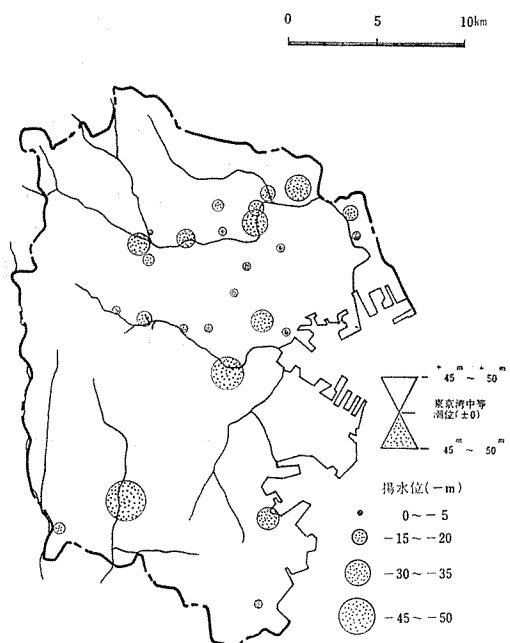 0 5 10km
+ m + m
45 ～ 50
東京湾中等
潮位(±0)
m m
45 ～ 50
揚水位(－m)
0～－5
－15～－20
－30～－35
－45～－50